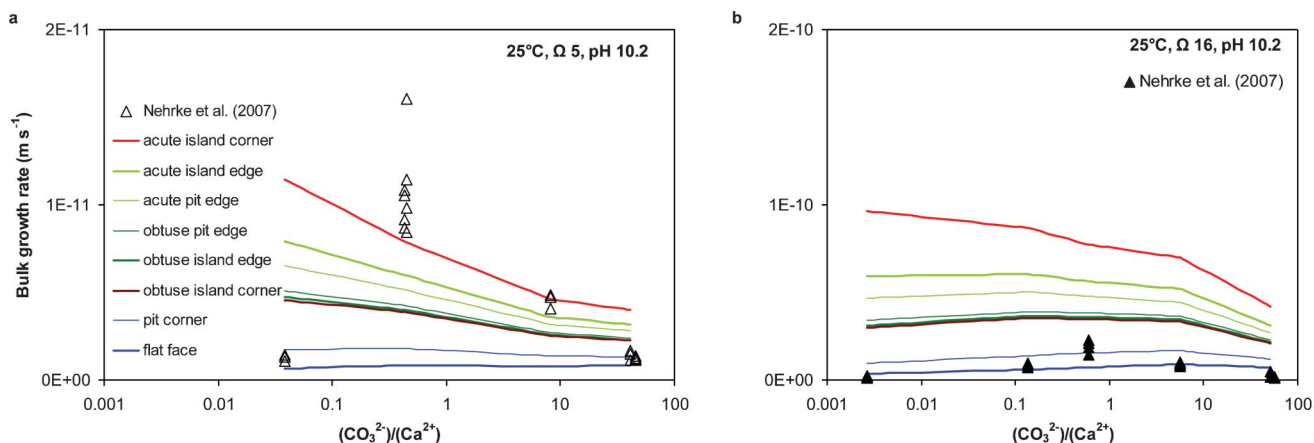 a
2E-11
1E-11
0E+00
Bulk growth rate (m s⁻¹)
25°C, Ω 5, pH 10.2
Nehrke et al. (2007)
acute island corner
acute island edge
acute pit edge
obtuse pit edge
obtuse island edge
obtuse island corner
pit corner
flat face
0.001 0.01 0.1 1 10 100
(CO₃²⁻)/(Ca²⁺)
b
2E-10
1E-10
0E+00
25°C, Ω 16, pH 10.2
Nehrke et al. (2007)
0.001 0.01 0.1 1 10 100
(CO₃²⁻)/(Ca²⁺)